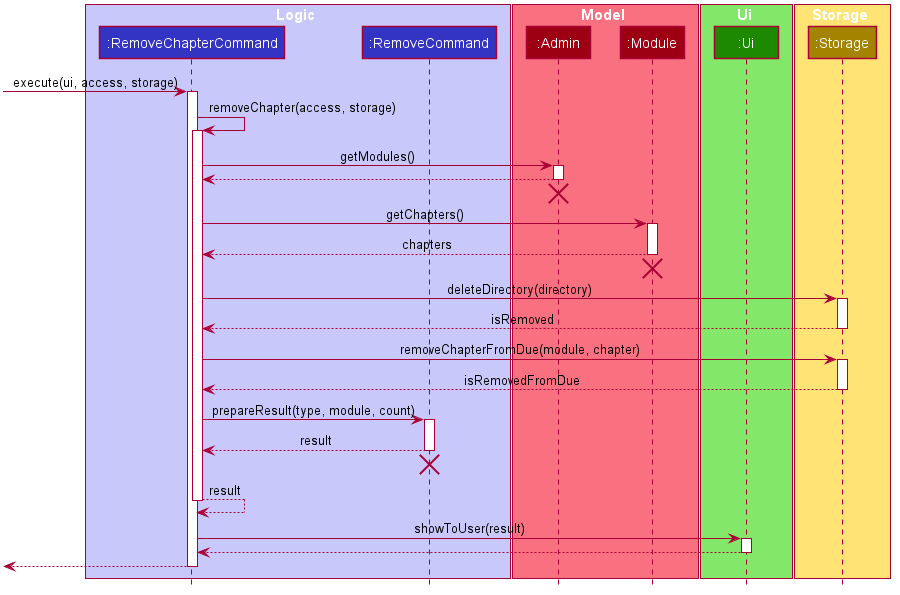 Logic
Model
Ui
Storage
:RemoveChapterCommand
:RemoveCommand
:Admin
:Module
:Ui
:Storage
execute(ui, access, storage)
removeChapter(access, storage)
getModules()
getChapters()
chapters
deleteDirectory(directory)
isRemoved
removeChapterFromDue(module, chapter)
isRemovedFromDue
prepareResult(type, module, count)
result
result
showToUser(result)